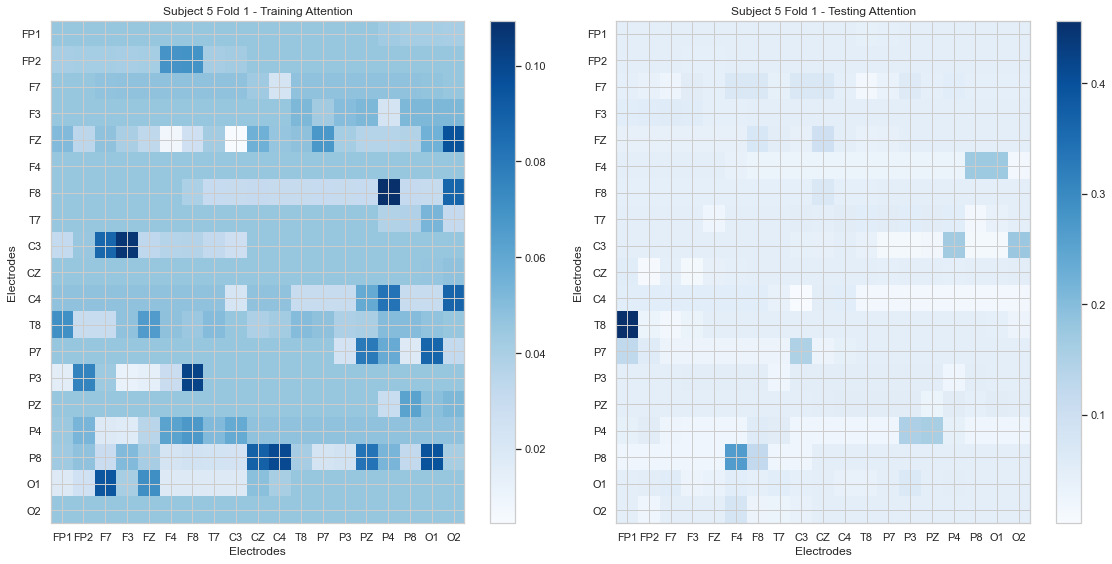 Subject 5 Fold 1 - Training Attention
FP1
FP2
F7
F3
FZ
F4
F8
T7
C3
CZ
C4
T8
P7
P3
PZ
P4
P8
O1
O2
Electrodes
FP1 FP2 F7 F3 FZ F4 F8 T7 C3 CZ C4 T8 P7 P3 PZ P4 P8 O1 O2
Electrodes
0.10
0.08
0.06
0.04
0.02
Subject 5 Fold 1 - Testing Attention
FP1
FP2
F7
F3
FZ
F4
F8
T7
C3
CZ
C4
T8
P7
P3
PZ
P4
P8
O1
O2
Electrodes
FP1 FP2 F7 F3 FZ F4 F8 T7 C3 CZ C4 T8 P7 P3 PZ P4 P8 O1 O2
Electrodes
0.4
0.3
0.2
0.1